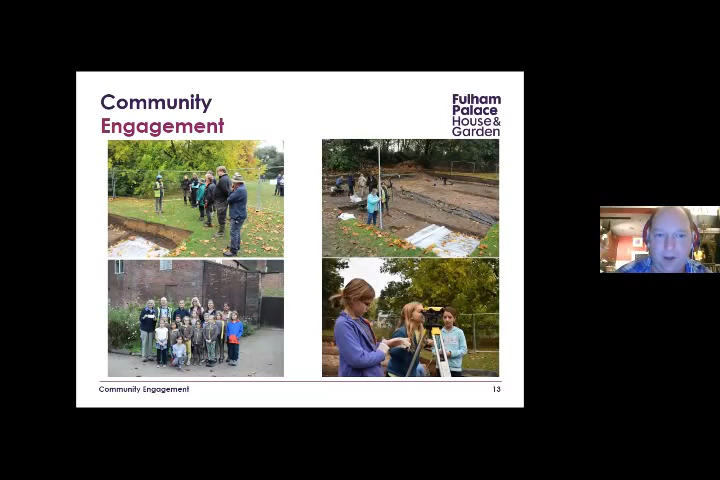 Community
Engagement
Fulham
Palace
House &
Garden
Community Engagement
13